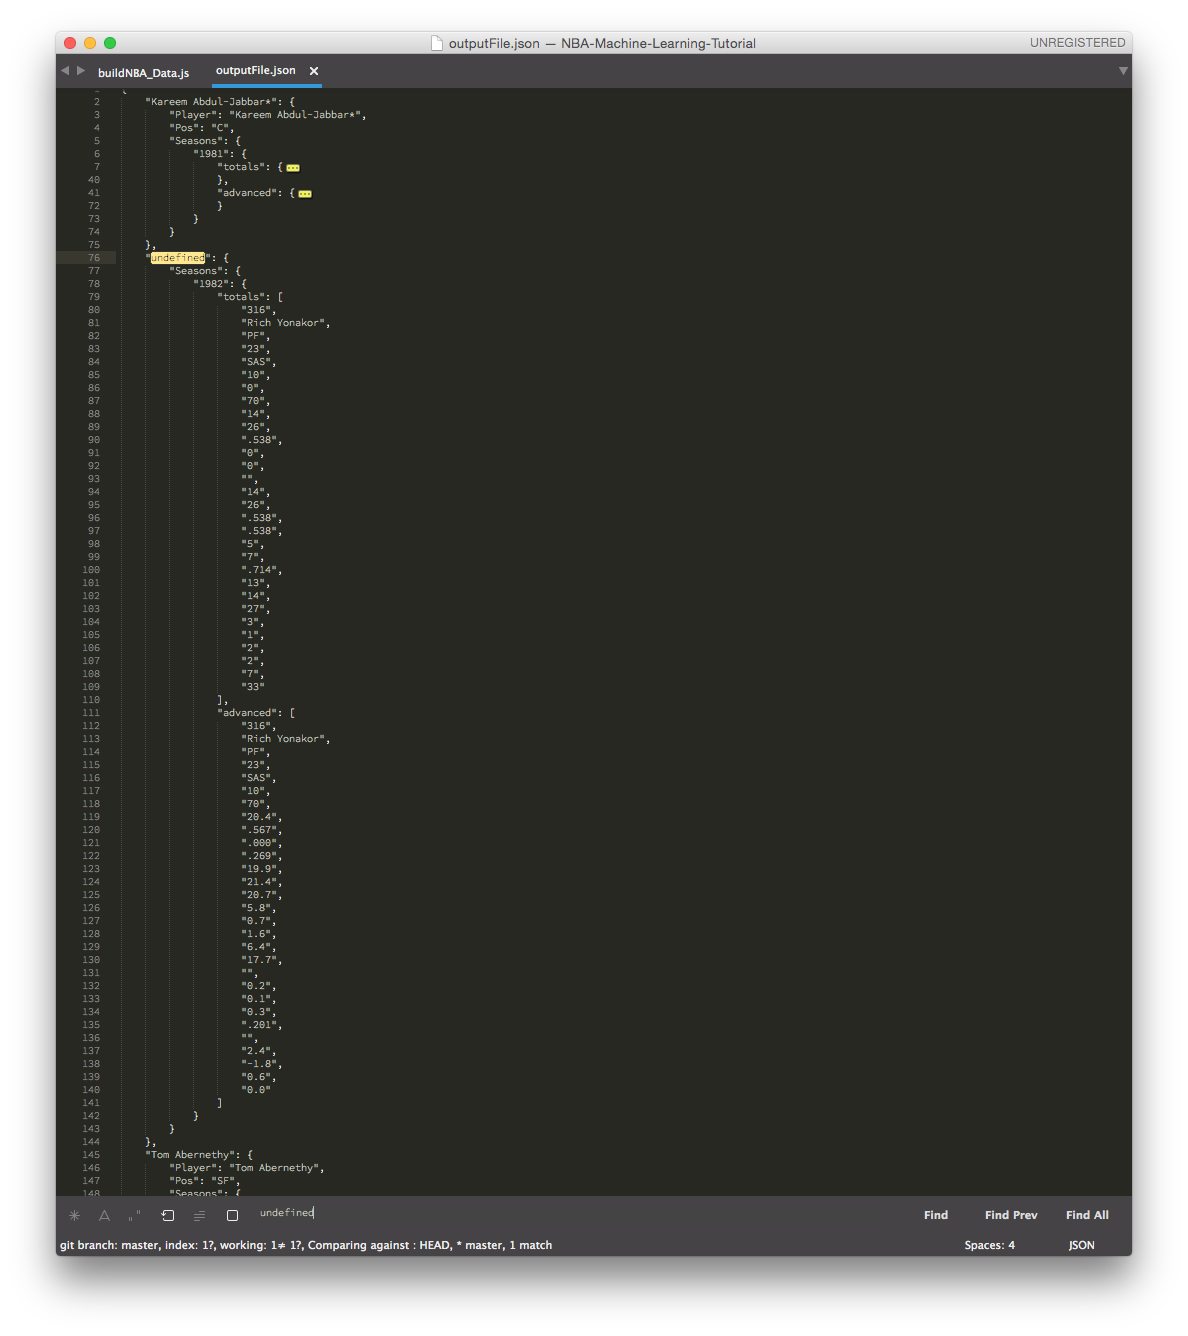 outputFile.json — NBA-Machine-Learning-Tutorial
UNREGISTERED
buildNBA_Data.js
outputFile.json
1 {
2 "Kareem Abdul-Jabbar*": {
3 "Player": "Kareem Abdul-Jabbar*",
4 "Pos": "C",
5 "Seasons": {
6 "1981": {
7 "totals": {
40 },
41 "advanced": {
72 }
73 }
74 }
75 },
76 "undefined": {
77 "Seasons": {
78 "1982": {
79 "totals": [
80 "316",
81 "Rich Yonakor",
82 "PF",
83 "23",
84 "SAS",
85 "10",
86 "0",
87 "70",
88 "14",
89 "26",
90 ".538",
91 "0",
92 "0",
93 "",
94 "14",
95 "26",
96 ".538",
97 ".538",
98 "5",
99 "7",
100 ".714",
101 "13",
102 "14",
103 "27",
104 "3",
105 "1",
106 "2",
107 "2",
108 "7",
109 "33"
110 ],
111 "advanced": [
112 "316",
113 "Rich Yonakor",
114 "PF",
115 "23",
116 "SAS",
117 "10",
118 "70",
119 "20.4",
120 ".567",
121 ".000",
122 ".269",
123 "19.9",
124 "21.4",
125 "20.7",
126 "5.8",
127 "0.7",
128 "1.6",
129 "6.4",
130 "17.7",
131 "",
132 "0.2",
133 "0.1",
134 "0.3",
135 ".201",
136 "",
137 "2.4",
138 "-1.8",
139 "0.6",
140 "0.0"
141 ]
142 }
143 }
144 },
145 "Tom Abernethy": {
146 "Player": "Tom Abernethy",
147 "Pos": "SF",
148 "Seasons": {
undefined
Find
Find Prev
Find All
git branch: master, index: 1?, working: 1≠ 1?, Comparing against : HEAD, * master, 1 match
Spaces: 4
JSON